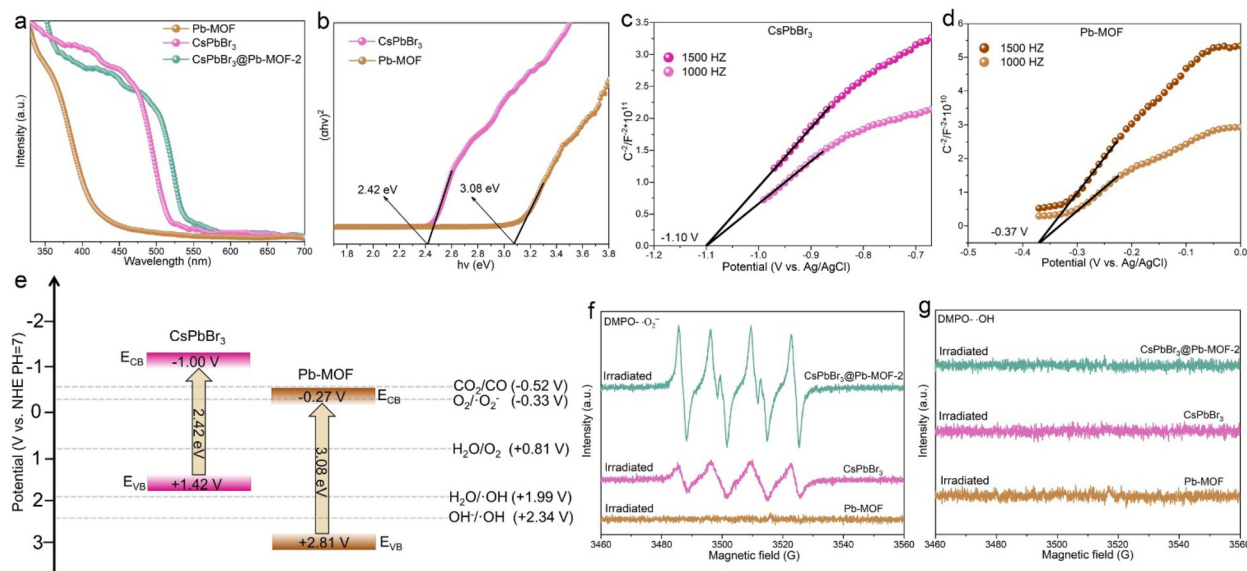 a
Pb-MOF
CsPbBr₃
CsPbBr₃@Pb-MOF-2
Intensity (a.u.)
400 450 500 550 600 650 700
Wavelength (nm)
b
CsPbBr₃
Pb-MOF
(αhν)²
2.42 eV
3.08 eV
1.8 2.0 2.2 2.4 2.6 2.8 3.0 3.2 3.4 3.6 3.8
hν (eV)
c
CsPbBr₃
1500 HZ
1000 HZ
C⁻²/F⁻²*10¹¹
3.5
3.0
2.5
2.0
1.5
1.0
0.5
0.0
-1.10 V
-1.2 -1.1 -1.0 -0.9 -0.8 -0.7
Potential (V vs. Ag/AgCl)
d
Pb-MOF
1500 HZ
1000 HZ
C⁻²/F⁻²*10¹⁰
6
5
4
3
2
1
0
-0.37 V
-0.5 -0.4 -0.3 -0.2 -0.1 0.0
Potential (V vs. Ag/AgCl)
e
Potential (V vs. NHE PH=7)
-2
-1
0
1
2
3
CsPbBr₃
E_CB
-1.00 V
2.42 eV
E_VB
+1.42 V
Pb-MOF
-0.27 V
E_CB
3.08 eV
+2.81 V
E_VB
CO₂/CO (-0.52 V)
O₂/·O₂⁻ (-0.33 V)
H₂O/O₂ (+0.81 V)
H₂O/·OH (+1.99 V)
OH⁻/·OH (+2.34 V)
f
DMPO- ·O₂⁻
Irradiated
CsPbBr₃@Pb-MOF-2
Irradiated
CsPbBr₃
Irradiated
Pb-MOF
Intensity (a.u.)
3460 3480 3500 3520 3540 3560
Magnetic field (G)
g
DMPO- ·OH
Irradiated
CsPbBr₃@Pb-MOF-2
Irradiated
CsPbBr₃
Irradiated
Pb-MOF
Intensity (a.u.)
3460 3480 3500 3520 3540 3560
Magnetic field (G)